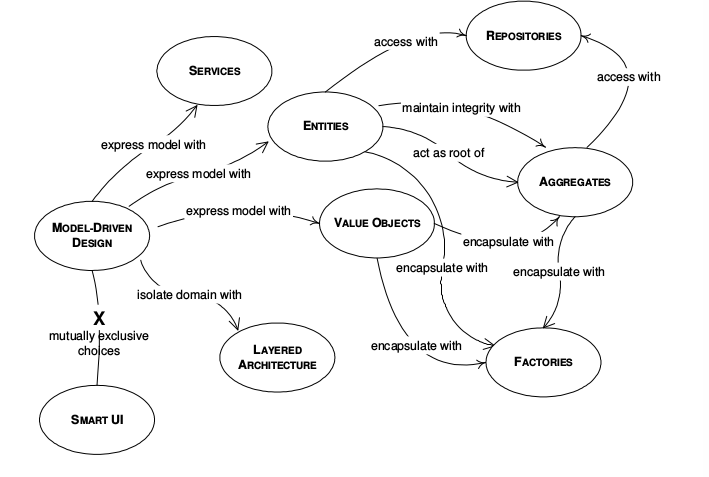 access with
REPOSITORIES
SERVICES
access with
maintain integrity with
ENTITIES
express model with
act as root of
express model with
AGGREGATES
express model with
VALUE OBJECTS
MODEL-DRIVEN
DESIGN
encapsulate with
encapsulate with
encapsulate with
isolate domain with
X
mutually exclusive
choices
encapsulate with
LAYERED
ARCHITECTURE
FACTORIES
SMART UI